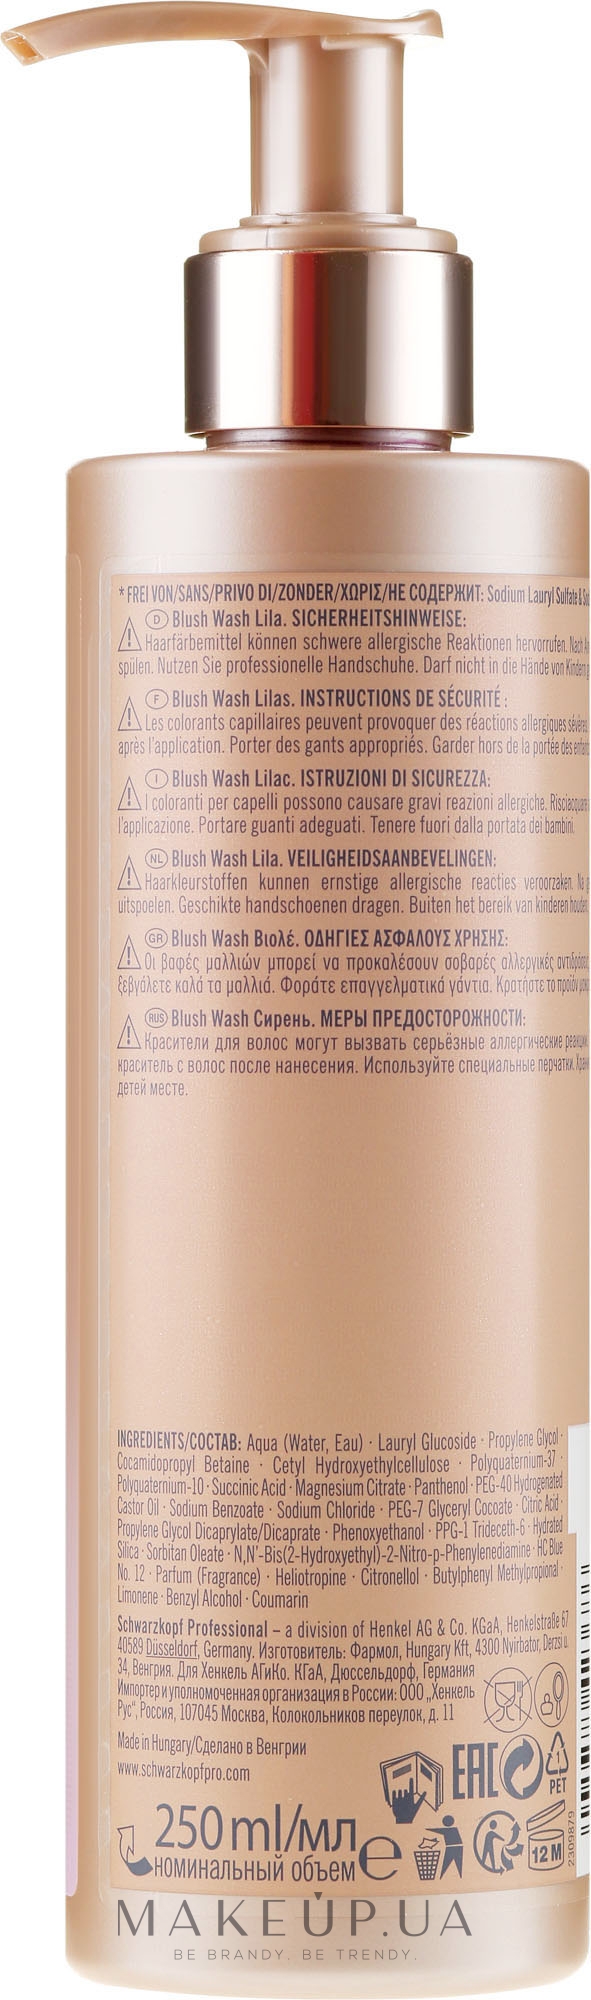 * FREI VON/SANS/PRIVO DI/ZONDER/ΧΩΡΙΣ/НЕ СОДЕРЖИТ: Sodium Lauryl Sulfate &
D Blush Wash Lila. SICHERHEITSHINWEISE:
Haarfärbemittel können schwere allergische Reaktionen hervorrufen. Nach
spülen. Nutzen Sie professionelle Handschuhe. Darf nicht in die Hände von Kindern
F Blush Wash Lilas. INSTRUCTIONS DE SÉCURITÉ :
Les colorants capillaires peuvent provoquer des réactions allergiques sévères.
après l'application. Porter des gants appropriés. Garder hors de la portée des enfants.
I Blush Wash Lilac. ISTRUZIONI DI SICUREZZA:
I coloranti per capelli possono causare gravi reazioni allergiche. Risciacquare
l'applicazione. Portare guanti adeguati. Tenere fuori dalla portata dei bambini.
NL Blush Wash Lila. VEILIGHEIDSAANBEVELINGEN:
Haarkleurstoffen kunnen ernstige allergische reacties veroorzaken. Na
uitspoelen. Geschikte handschoenen dragen. Buiten het bereik van kinderen houden.
GR Blush Wash Βιολέ. ΟΔΗΓΙΕΣ ΑΣΦΑΛΟΥΣ ΧΡΗΣΗΣ:
Οι βαφές μαλλιών μπορεί να προκαλέσουν σοβαρές αλλεργικές αντιδράσεις.
ξεβγάλετε καλά τα μαλλιά. Φοράτε επαγγελματικά γάντια. Κρατήστε το προϊόν
RUS Blush Wash Сирень. МЕРЫ ПРЕДОСТОРОЖНОСТИ:
Красители для волос могут вызвать серьёзные аллергические реакции.
краситель с волос после нанесения. Используйте специальные перчатки.
детей месте.
INGREDIENTS/СОСТАВ: Aqua (Water, Eau) · Lauryl Glucoside · Propylene Glycol ·
Cocamidopropyl Betaine · Cetyl Hydroxyethylcellulose · Polyquaternium-37 ·
Polyquaternium-10 · Succinic Acid · Magnesium Citrate · Panthenol · PEG-40 Hydrogenated
Castor Oil · Sodium Benzoate · Sodium Chloride · PEG-7 Glyceryl Cocoate · Citric Acid ·
Propylene Glycol Dicaprylate/Dicaprate · Phenoxyethanol · PPG-1 Trideceth-6 · Hydrated
Silica · Sorbitan Oleate · N,N'-Bis(2-Hydroxyethyl)-2-Nitro-p-Phenylenediamine · HC Blue
No. 12 · Parfum (Fragrance) · Heliotropine · Citronellol · Butylphenyl Methylpropional ·
Limonene · Benzyl Alcohol · Coumarin
Schwarzkopf Professional – a division of Henkel AG & Co. KGaA, Henkelstraße 67
40589 Düsseldorf, Germany. Изготовитель: Фармол, Hungary Kft, 4300 Nyirbator, Derzsi u.
34, Венгрия. Для Хенкель АГиКо. КГаА, Дюссельдорф, Германия
Импортер и уполномоченная организация в России: ООО „Хенкель
Рус“, Россия, 107045 Москва, Колокольников переулок, д. 11
Made in Hungary/Сделано в Венгрии
www.schwarzkopfpro.com
EAC
1
PET
250 ml/мл e
номинальный объем
12 M
2309879
MAKEUP.UA
BE BRANDY. BE TRENDY.